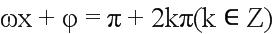 ωx + φ = π + 2kπ(k ∈ Z)